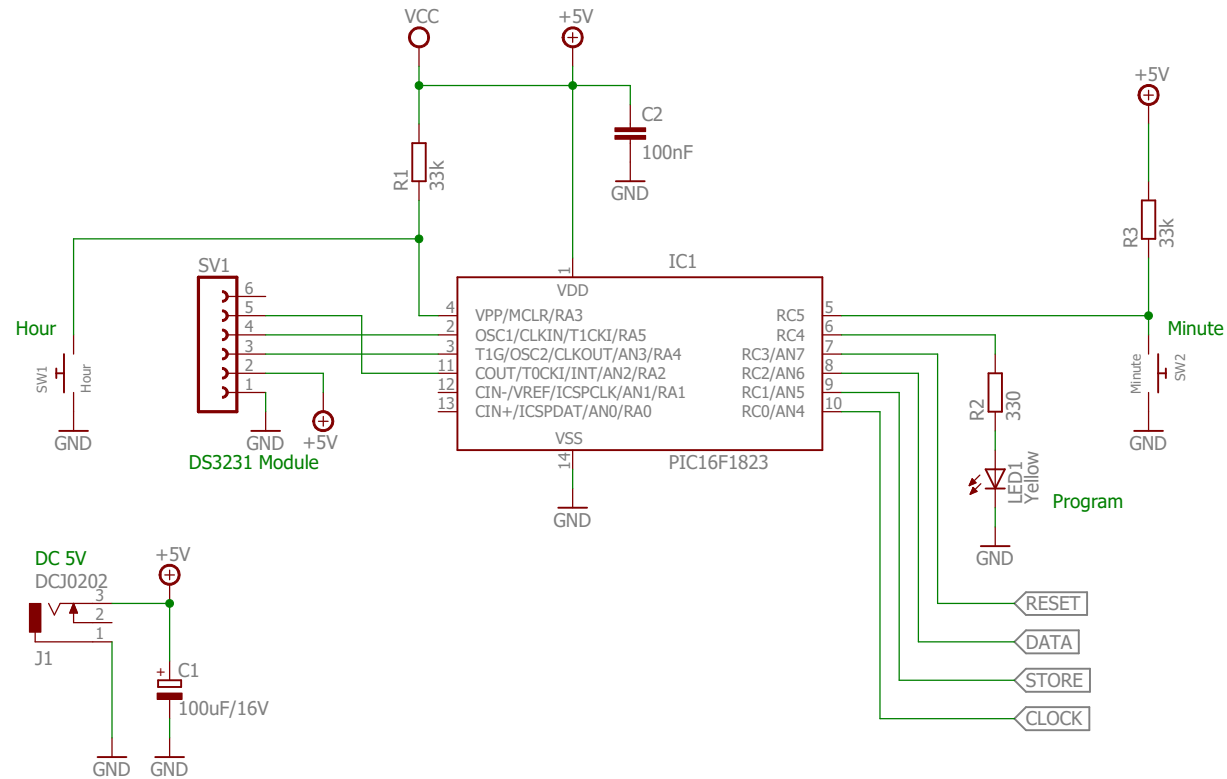 VCC
+5V
C2
100nF
GND
R1
33k
+5V
R3
33k
SV1
6
5
4
3
2
1
GND
+5V
DS3231 Module
Hour
SW1
Hour
GND
IC1
1
VDD
4
VPP/MCLR/RA3
2
OSC1/CLKIN/T1CKI/RA5
3
T1G/OSC2/CLKOUT/AN3/RA4
11
COUT/T0CKI/INT/AN2/RA2
12
CIN-/VREF/ICSPCLK/AN1/RA1
13
CIN+/ICSPDAT/AN0/RA0
RC5
5
RC4
6
RC3/AN7
7
RC2/AN6
8
RC1/AN5
9
RC0/AN4
10
VSS
14
PIC16F1823
GND
Minute
Minute
SW2
GND
R2
330
LED1
Yellow
Program
GND
DC 5V
DCJ0202
3
2
1
J1
+5V
+
C1
100uF/16V
GND
GND
RESET
DATA
STORE
CLOCK